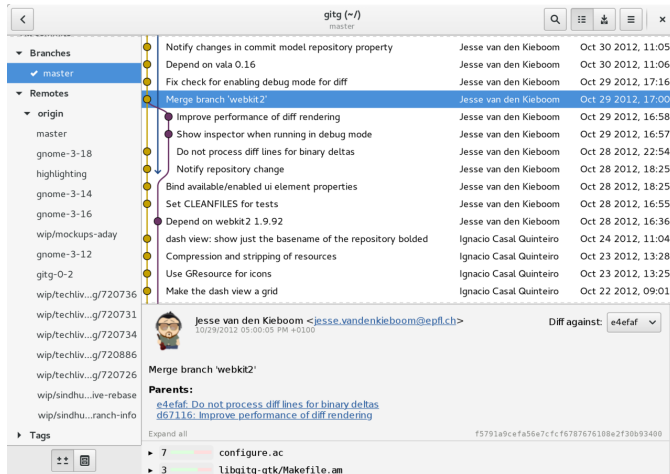 gitg (~/)
master
Branches
master
Remotes
origin
master
gnome-3-18
highlighting
gnome-3-14
gnome-3-16
wip/mockups-aday
gnome-3-12
gitg-0-2
wip/techliv...g/720736
wip/techliv...g/720731
wip/techliv...g/720734
wip/techliv...g/720886
wip/techliv...g/720726
wip/sindhu...ive-rebase
wip/sindhu...ranch-info
Tags
Notify changes in commit model repository property Jesse van den Kieboom Oct 30 2012, 11:05
Depend on vala 0.16 Jesse van den Kieboom Oct 30 2012, 11:06
Fix check for enabling debug mode for diff Jesse van den Kieboom Oct 29 2012, 17:16
Merge branch 'webkit2' Jesse van den Kieboom Oct 29 2012, 17:00
Improve performance of diff rendering Jesse van den Kieboom Oct 29 2012, 16:58
Show inspector when running in debug mode Jesse van den Kieboom Oct 29 2012, 16:57
Do not process diff lines for binary deltas Jesse van den Kieboom Oct 28 2012, 22:54
Notify repository change Jesse van den Kieboom Oct 28 2012, 18:25
Bind available/enabled ui element properties Jesse van den Kieboom Oct 28 2012, 18:25
Set CLEANFILES for tests Jesse van den Kieboom Oct 28 2012, 16:55
Depend on webkit2 1.9.92 Jesse van den Kieboom Oct 28 2012, 16:36
dash view: show just the basename of the repository bolded Ignacio Casal Quinteiro Oct 24 2012, 11:04
Compression and stripping of resources Ignacio Casal Quinteiro Oct 23 2012, 13:28
Use GResource for icons Ignacio Casal Quinteiro Oct 23 2012, 13:25
Make the dash view a grid Ignacio Casal Quinteiro Oct 22 2012, 09:01
Jesse van den Kieboom <jesse.vandenkieboom@epfl.ch> Diff against: e4efaf
10/29/2012 05:00:05 PM +0100
Merge branch 'webkit2'
Parents:
e4efaf: Do not process diff lines for binary deltas
d67116: Improve performance of diff rendering
Expand all f5791a9cefa56e7cfcf6787676108e2f30b93400
7 configure.ac
3 libgitg-gtk/Makefile.am